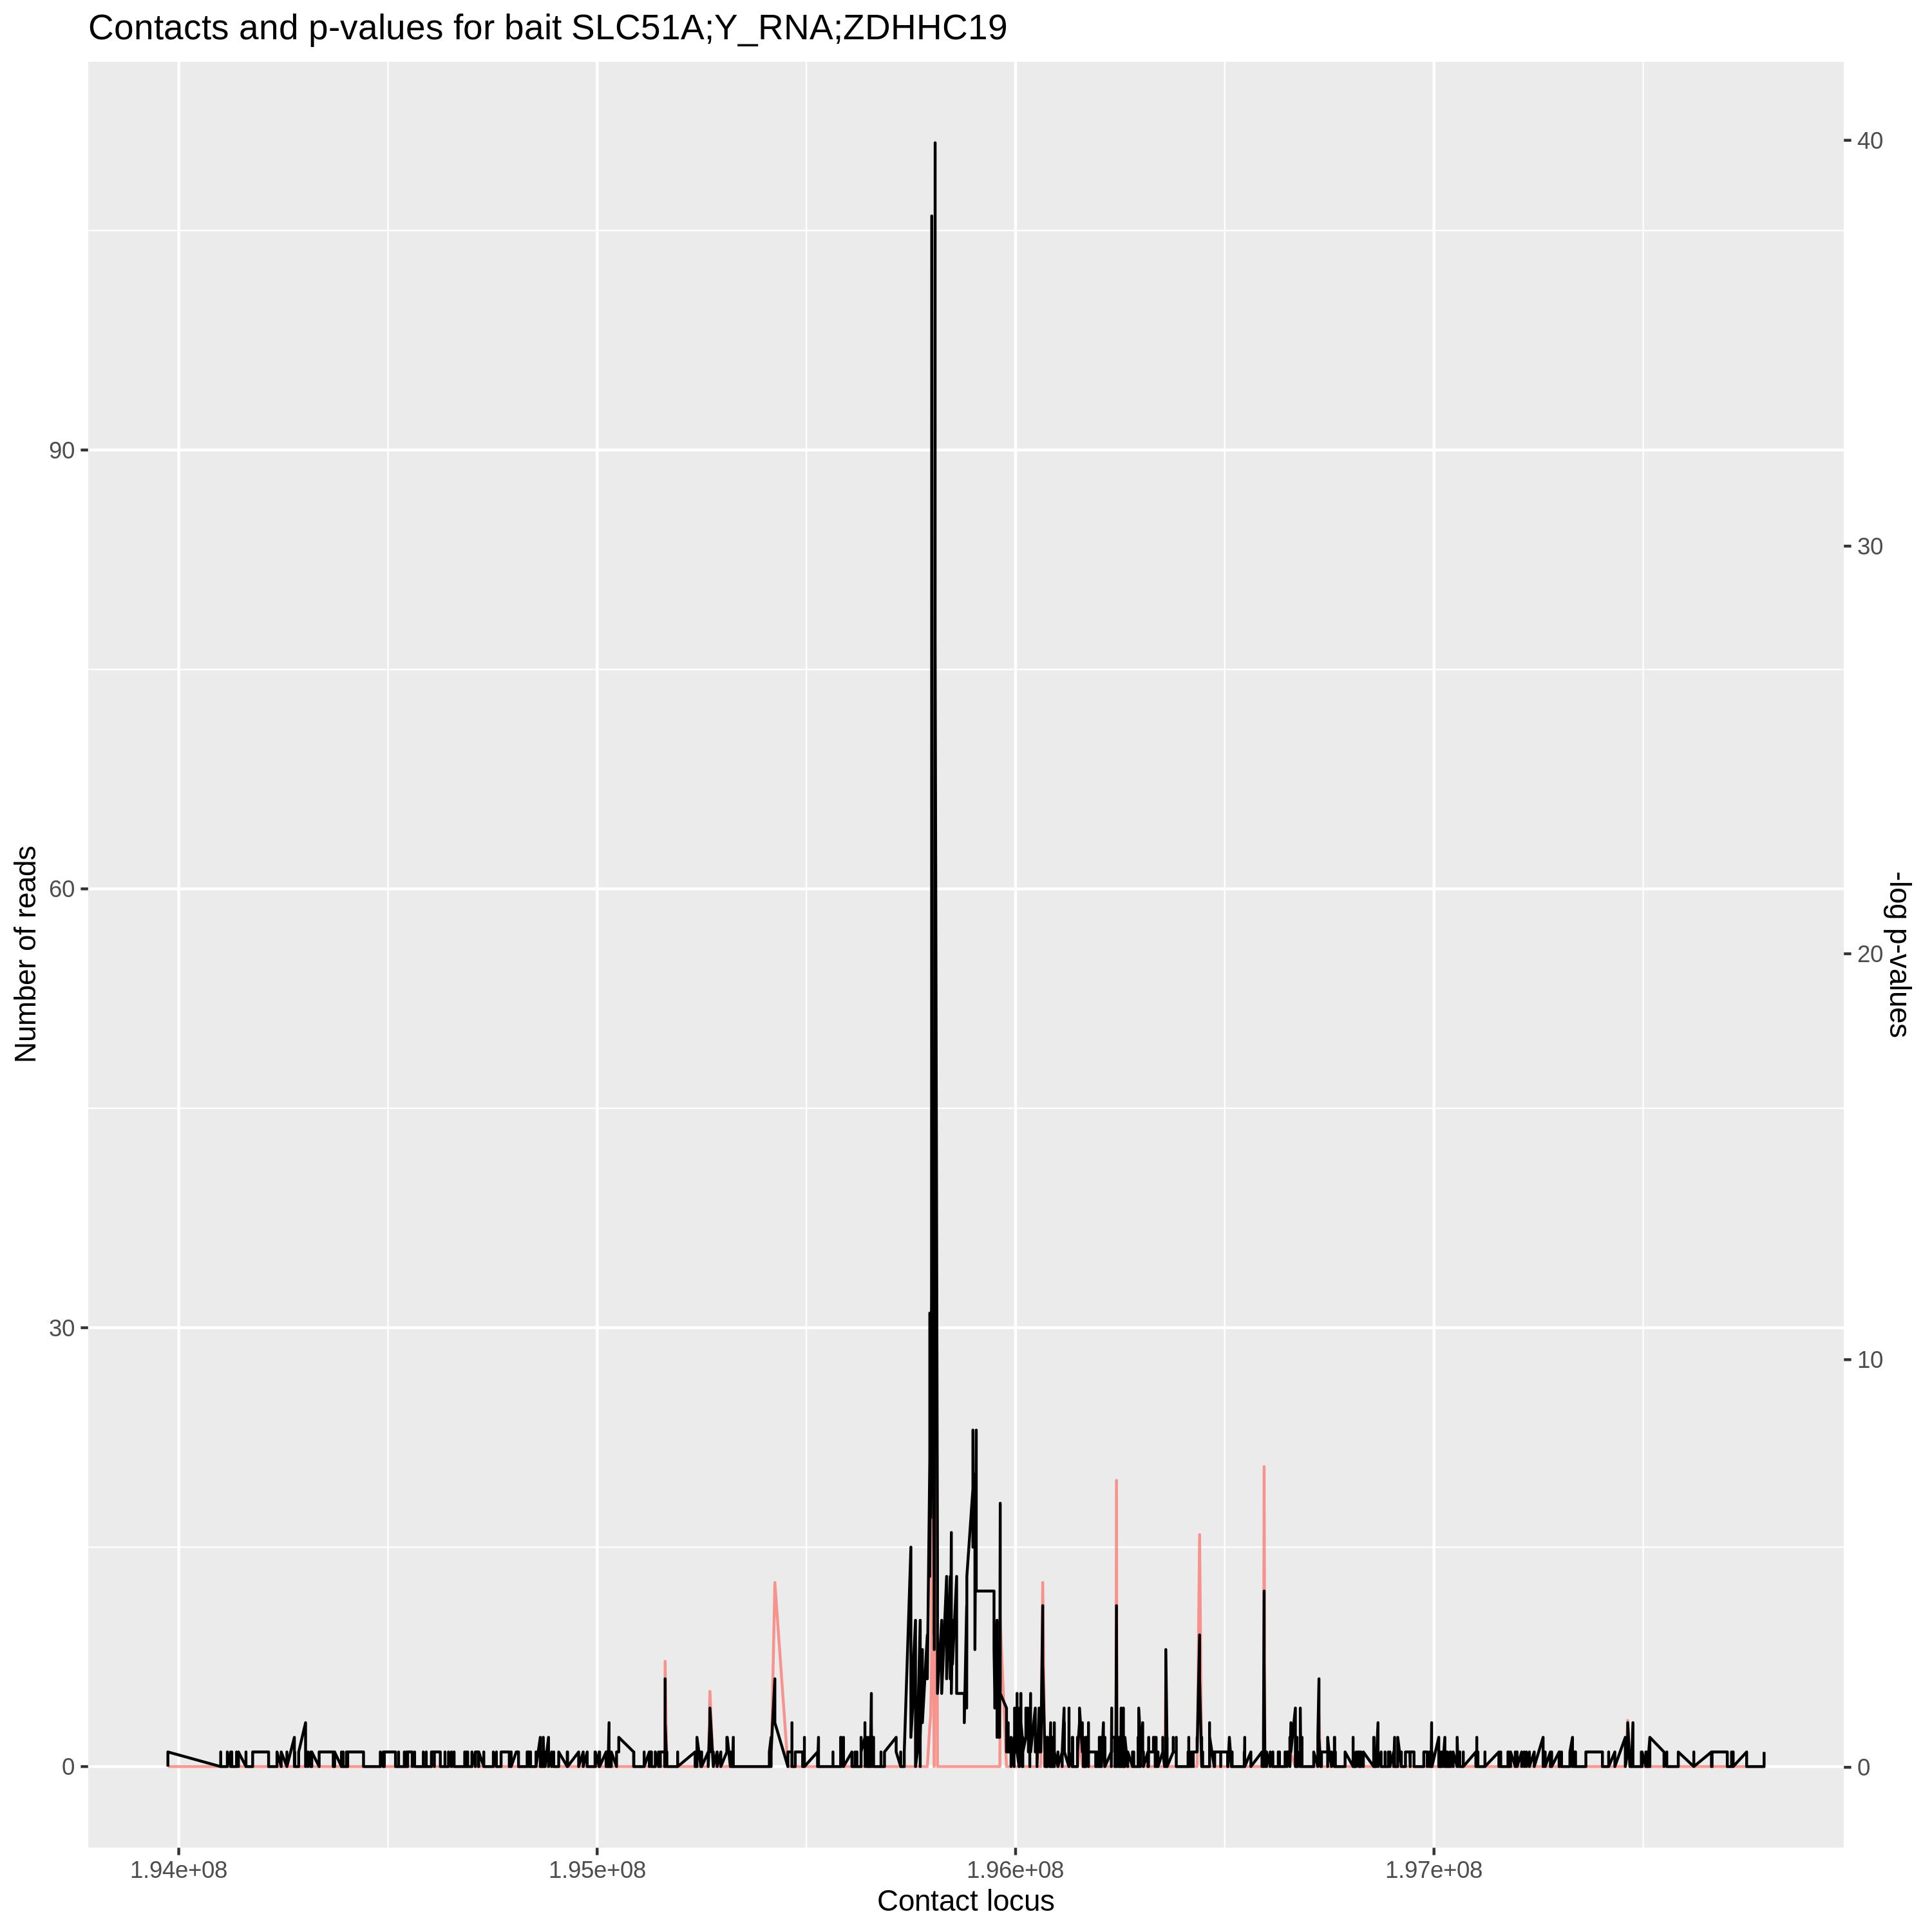 Contacts and p-values for bait SLC51A;Y_RNA;ZDHHC19
40
90
30
Number of reads
60
-log p-values
20
30
10
0
0
1.94e+08
1.95e+08
1.96e+08
1.97e+08
Contact locus